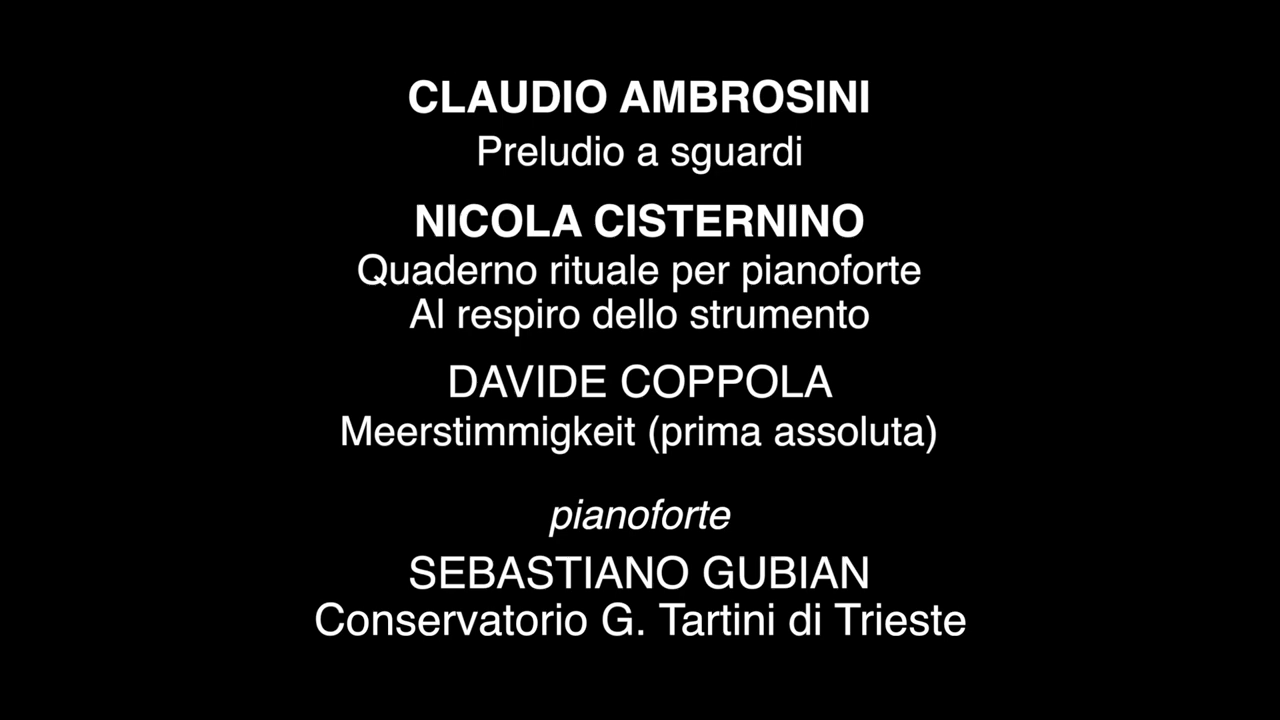 CLAUDIO AMBROSINI
Preludio a sguardi
NICOLA CISTERNINO
Quaderno rituale per pianoforte
Al respiro dello strumento
DAVIDE COPPOLA
Meerstimmigkeit (prima assoluta)
pianoforte
SEBASTIANO GUBIAN
Conservatorio G. Tartini di Trieste